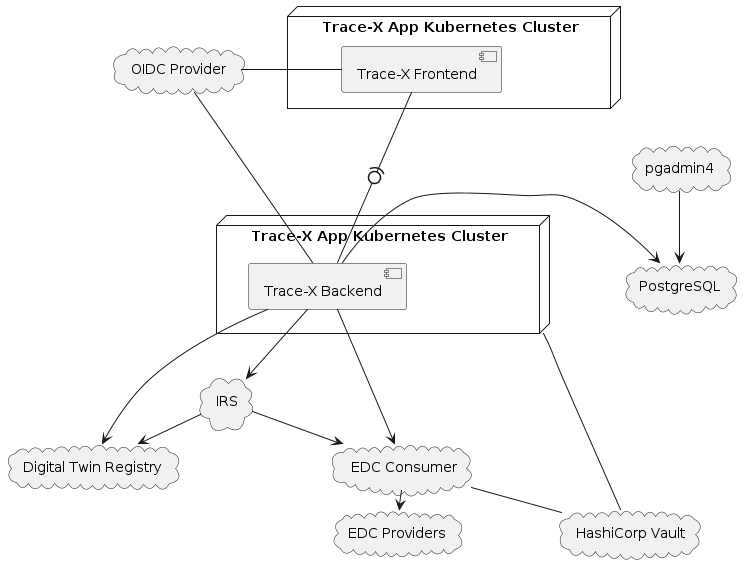 Trace-X App Kubernetes Cluster
OIDC Provider
Trace-X Frontend
pgadmin4
Trace-X App Kubernetes Cluster
Trace-X Backend
PostgreSQL
IRS
Digital Twin Registry
EDC Consumer
EDC Providers
HashiCorp Vault